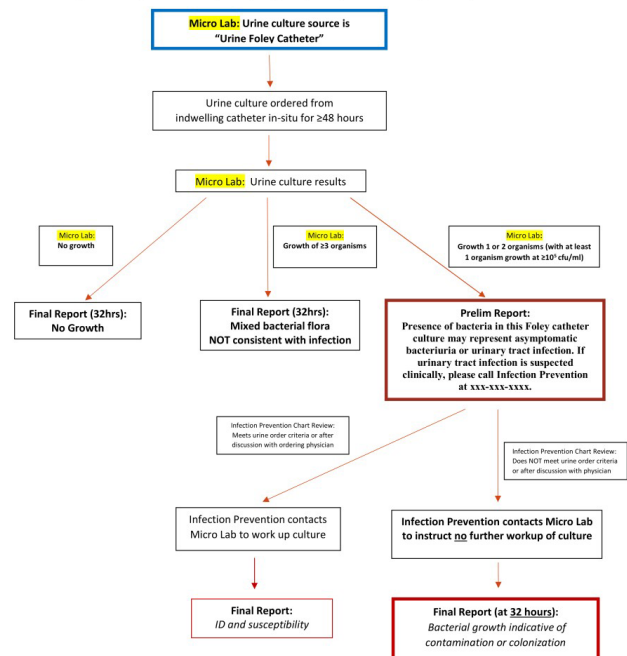 Micro Lab: Urine culture source is
“Urine Foley Catheter”
Urine culture ordered from
indwelling catheter in-situ for ≥48 hours
Micro Lab: Urine culture results
Micro Lab:
No growth
Micro Lab:
Growth of ≥3 organisms
Micro Lab:
Growth 1 or 2 organisms (with at least
1 organism growth at ≥10⁵ cfu/ml)
Final Report (32hrs):
No Growth
Final Report (32hrs):
Mixed bacterial flora
NOT consistent with infection
Prelim Report:
Presence of bacteria in this Foley catheter
culture may represent asymptomatic
bacteriuria or urinary tract infection. If
urinary tract infection is suspected
clinically, please call Infection Prevention
at xxx-xxx-xxxx.
Infection Prevention Chart Review:
Meets urine order criteria or after
discussion with ordering physician
Infection Prevention Chart Review:
Does NOT meet urine order criteria
or after discussion with physician
Infection Prevention contacts
Micro Lab to work up culture
Infection Prevention contacts Micro Lab
to instruct no further workup of culture
Final Report:
ID and susceptibility
Final Report (at 32 hours):
Bacterial growth indicative of
contamination or colonization